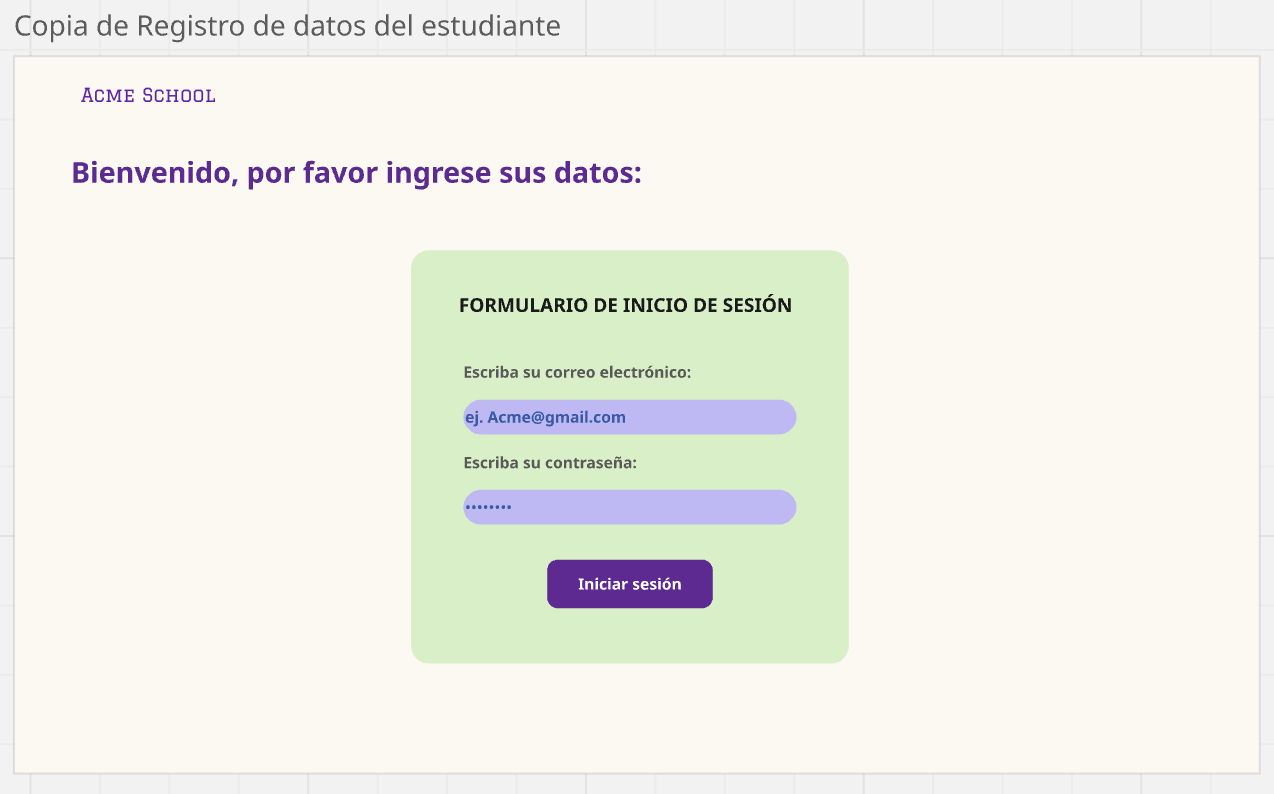 Copia de Registro de datos del estudiante
Acme School
Bienvenido, por favor ingrese sus datos:
FORMULARIO DE INICIO DE SESIÓN
Escriba su correo electrónico:
ej. Acme@gmail.com
Escriba su contraseña:
••••••••
Iniciar sesión